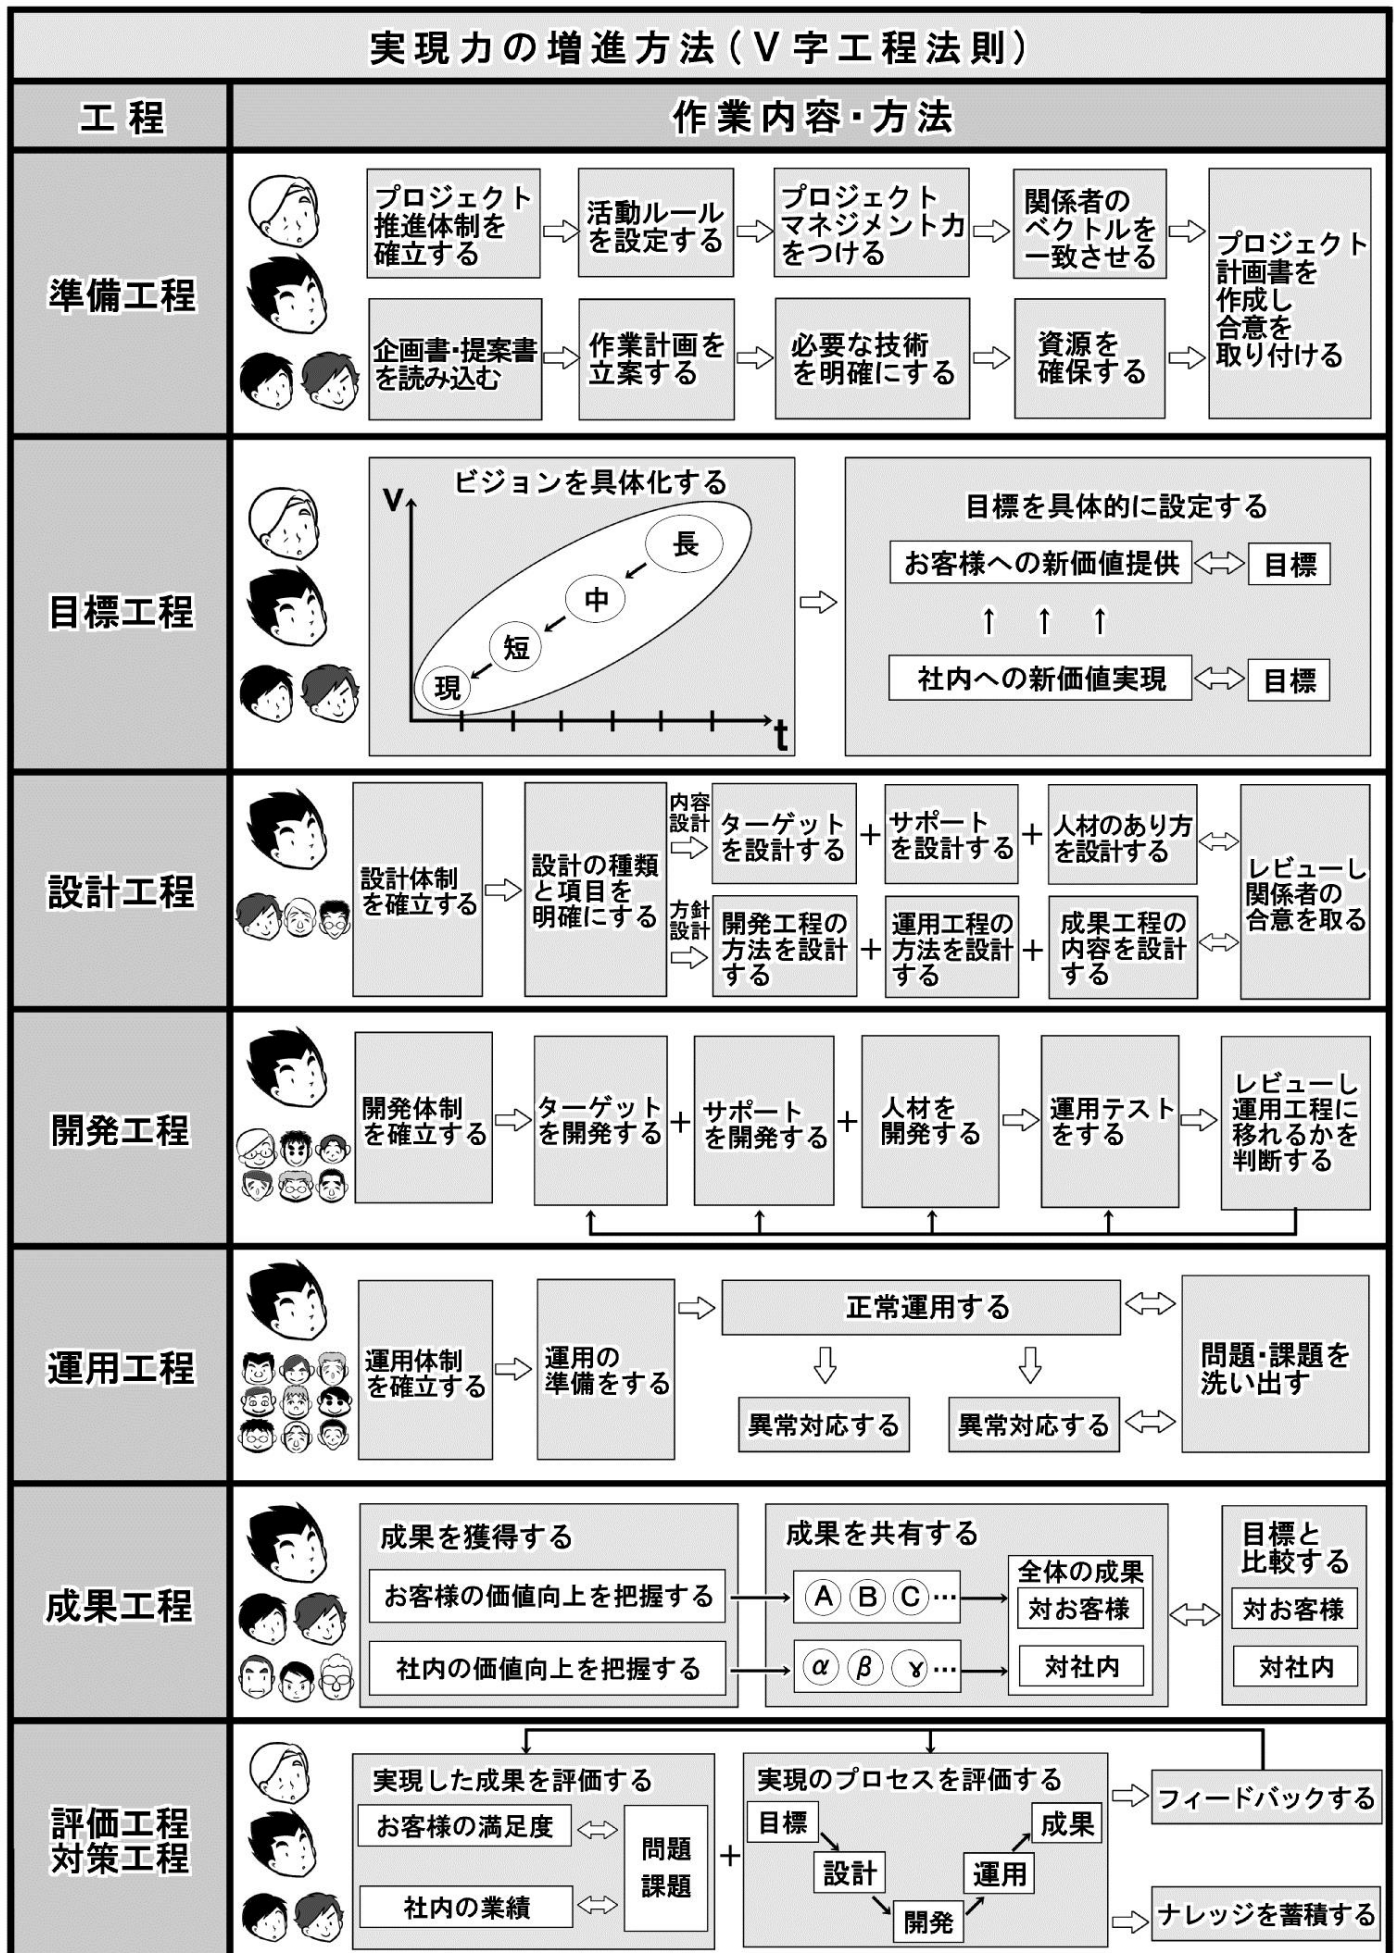 実現力の増進方法(V字工程法則)
工程
作業内容・方法
準備工程
プロジェクト
推進体制を
確立する
活動ルール
を設定する
プロジェクト
マネジメント力
をつける
関係者の
ベクトルを
一致させる
企画書・提案書
を読み込む
作業計画を
立案する
必要な技術
を明確にする
資源を
確保する
プロジェクト
計画書を
作成し
合意を
取り付ける
目標工程
ビジョンを具体化する
V
長
中
短
現
t
目標を具体的に設定する
お客様への新価値提供
目標
社内への新価値実現
目標
設計工程
設計体制
を確立する
設計の種類
と項目を
明確にする
内容
設計
ターゲット
を設計する
+
サポート
を設計する
+
人材のあり方
を設計する
方針
設計
開発工程の
方法を設計
する
+
運用工程の
方法を設計
する
+
成果工程の
内容を設計
する
レビューし
関係者の
合意を取る
開発工程
開発体制
を確立する
ターゲット
を開発する
+
サポート
を開発する
+
人材を
開発する
運用テスト
をする
レビューし
運用工程に
移れるかを
判断する
運用工程
運用体制
を確立する
運用の
準備をする
正常運用する
異常対応する
異常対応する
問題・課題を
洗い出す
成果工程
成果を獲得する
お客様の価値向上を把握する
社内の価値向上を把握する
成果を共有する
A B C …
α β γ …
全体の成果
対お客様
対社内
目標と
比較する
対お客様
対社内
評価工程
対策工程
実現した成果を評価する
お客様の満足度
社内の業績
問題
課題
+
実現のプロセスを評価する
目標
設計
開発
運用
成果
フィードバックする
ナレッジを蓄積する